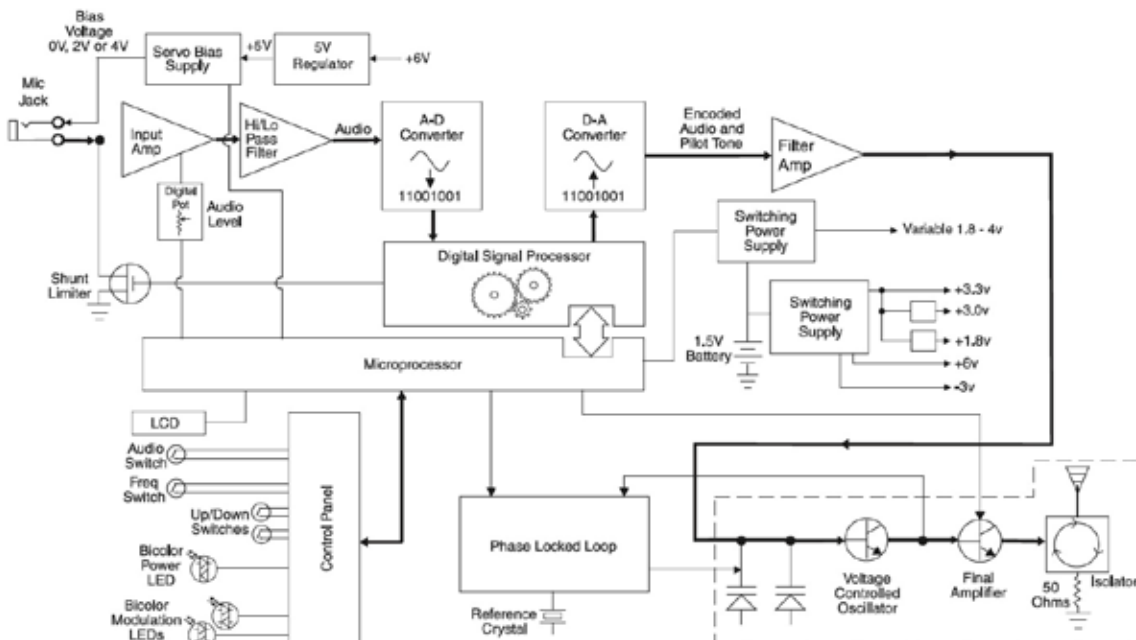 Bias
Voltage
0V, 2V or 4V
Mic
Jack
Servo Bias
Supply
+5V
5V
Regulator
+6V
Input
Amp
Hi/Lo
Pass
Filter
Audio
A-D
Converter
11001001
D-A
Converter
11001001
Encoded
Audio and
Pilot Tone
Filter
Amp
Digital
Pot
Audio
Level
Shunt
Limiter
Digital Signal Processor
Switching
Power
Supply
Variable 1.8 - 4v
Switching
Power
Supply
+3.3v
+3.0v
+1.8v
+6v
-3v
1.5V
Battery
Microprocessor
LCD
Audio
Switch
Freq
Switch
Up/Down
Switches
Bicolor
Power
LED
Bicolor
Modulation
LEDs
Control Panel
Phase Locked Loop
Reference
Crystal
Voltage
Controlled
Oscillator
Final
Amplifier
50
Ohms
Isolator